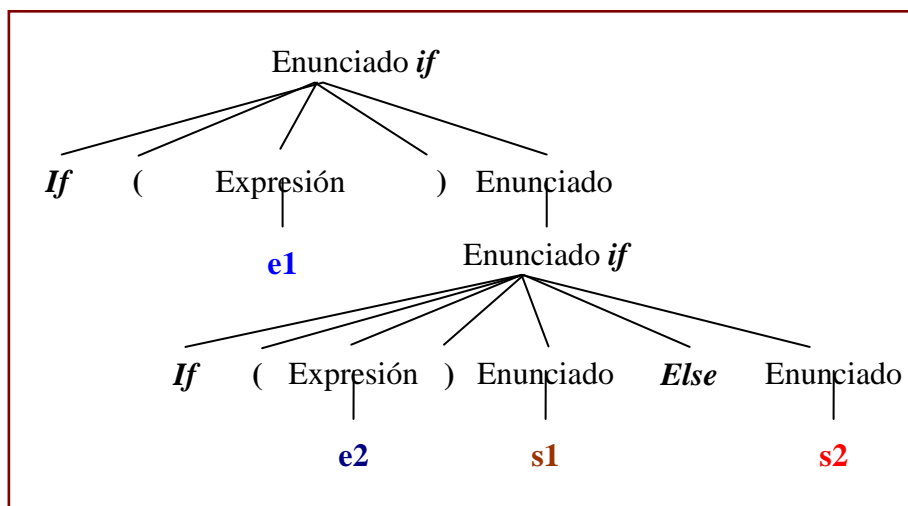 Enunciado if
If ( Expresión ) Enunciado
e1
Enunciado if
If ( Expresión ) Enunciado Else Enunciado
e2 s1 s2